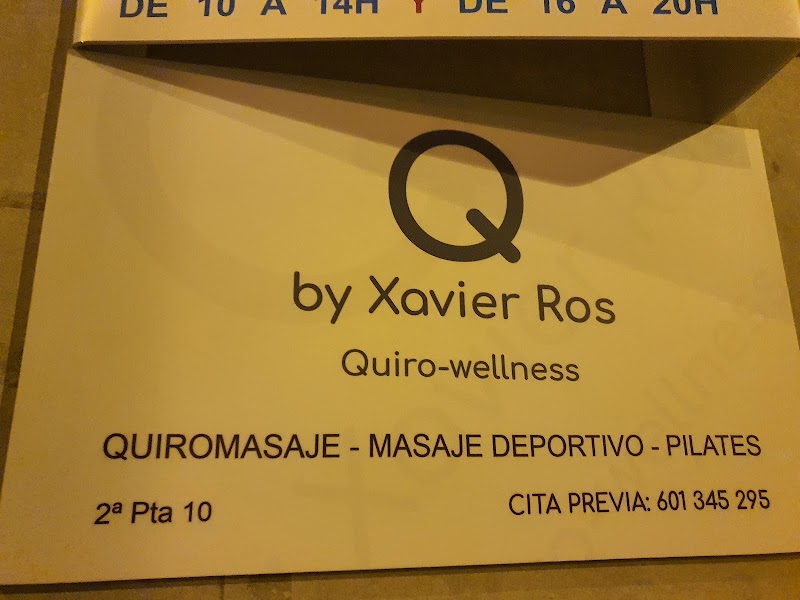 DE 10 A 14H Y DE 16 A 20H
Q
by Xavier Ros
Quiro-wellness
QUIROMASAJE - MASAJE DEPORTIVO - PILATES
2ª Pta 10
CITA PREVIA: 601 345 295